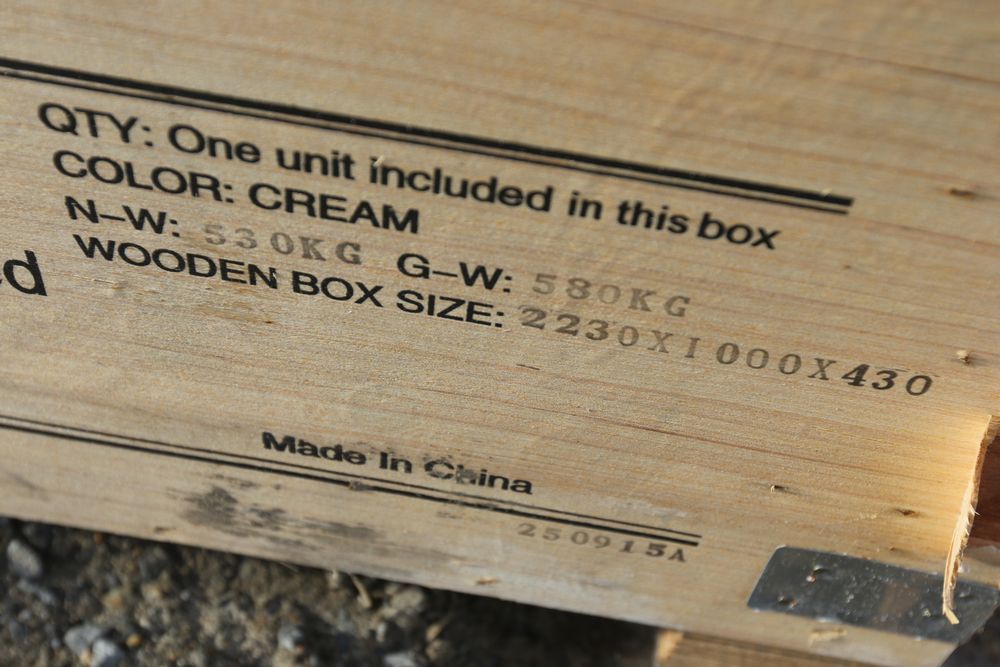 QTY: One unit included in this box
COLOR: CREAM
N-W: 530KG G-W: 580KG
ed
WOODEN BOX SIZE: 2230X1000X430
Made In China
250915A